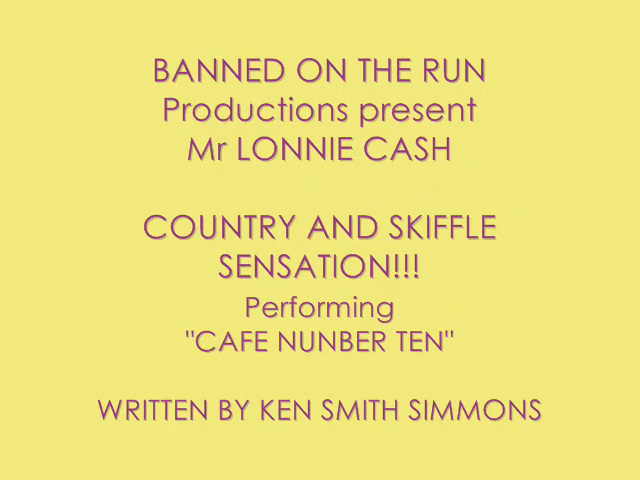 BANNED ON THE RUN
Productions present
Mr LONNIE CASH
COUNTRY AND SKIFFLE
SENSATION!!!
Performing
"CAFE NUNBER TEN"
WRITTEN BY KEN SMITH SIMMONS